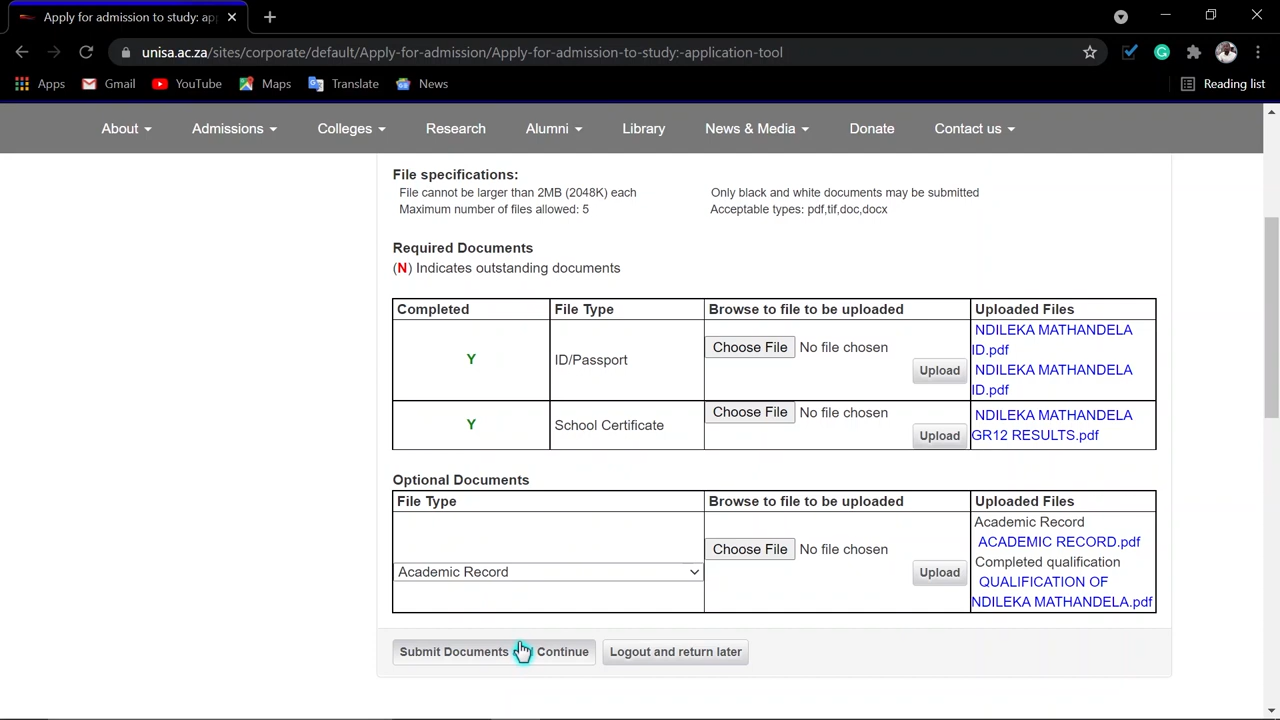 Apply for admission to study: ap
unisa.ac.za/sites/corporate/default/Apply-for-admission/Apply-for-admission-to-study:-application-tool
Apps Gmail YouTube Maps Translate News Reading list
About Admissions Colleges Research Alumni Library News & Media Donate Contact us
File specifications:
File cannot be larger than 2MB (2048K) each Only black and white documents may be submitted
Maximum number of files allowed: 5 Acceptable types: pdf,tif,doc,docx
Required Documents
(N) Indicates outstanding documents
Completed File Type Browse to file to be uploaded Uploaded Files
Y ID/Passport Choose File No file chosen Upload
NDILEKA MATHANDELA
ID.pdf
NDILEKA MATHANDELA
ID.pdf
Y School Certificate Choose File No file chosen Upload
NDILEKA MATHANDELA
GR12 RESULTS.pdf
Optional Documents
File Type Browse to file to be uploaded Uploaded Files
Academic Record Choose File No file chosen Upload
Academic Record
ACADEMIC RECORD.pdf
Completed qualification
QUALIFICATION OF
NDILEKA MATHANDELA.pdf
Submit Documents Continue Logout and return later